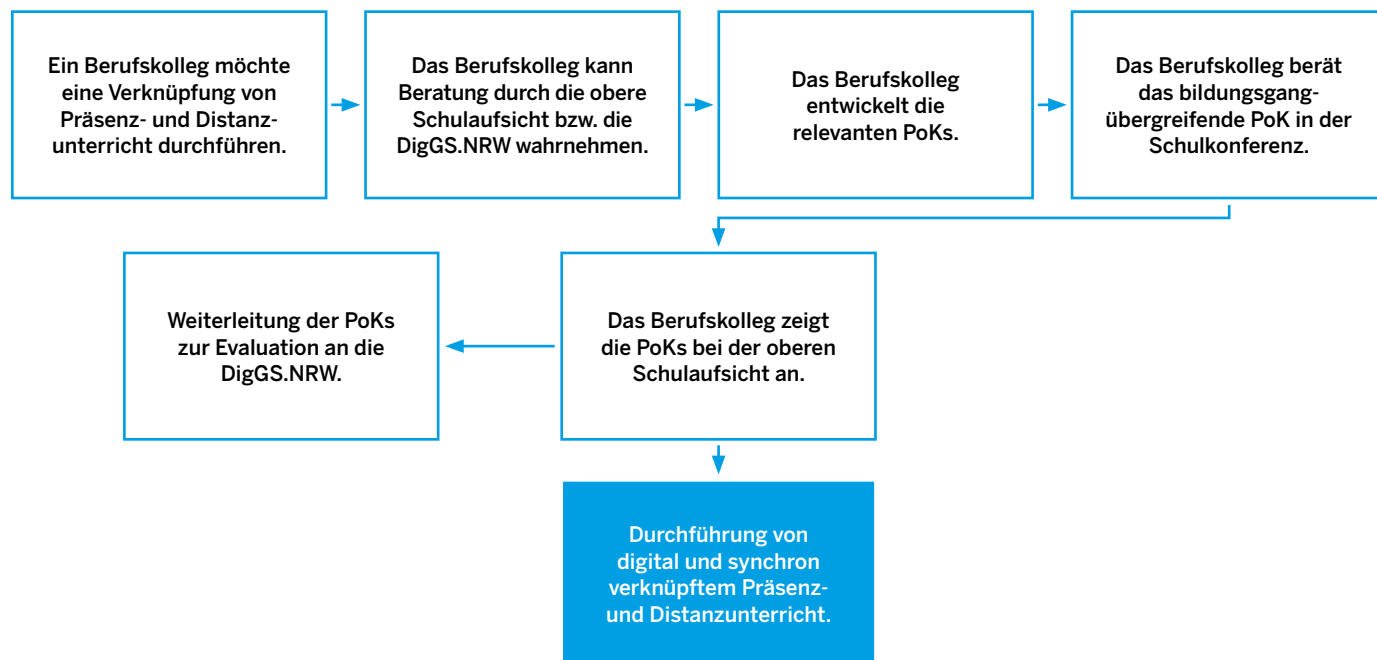 Ein Berufskolleg möchte
eine Verknüpfung von
Präsenz- und Distanz-
unterricht durchführen.
Das Berufskolleg kann
Beratung durch die obere
Schulaufsicht bzw. die
DigGS.NRW wahrnehmen.
Das Berufskolleg
entwickelt die
relevanten PoKs.
Das Berufskolleg berät
das bildungsgang-
übergreifende PoK in der
Schulkonferenz.
Weiterleitung der PoKs
zur Evaluation an die
DigGS.NRW.
Das Berufskolleg zeigt
die PoKs bei der oberen
Schulaufsicht an.
Durchführung von
digital und synchron
verknüpftem Präsenz-
und Distanzunterricht.